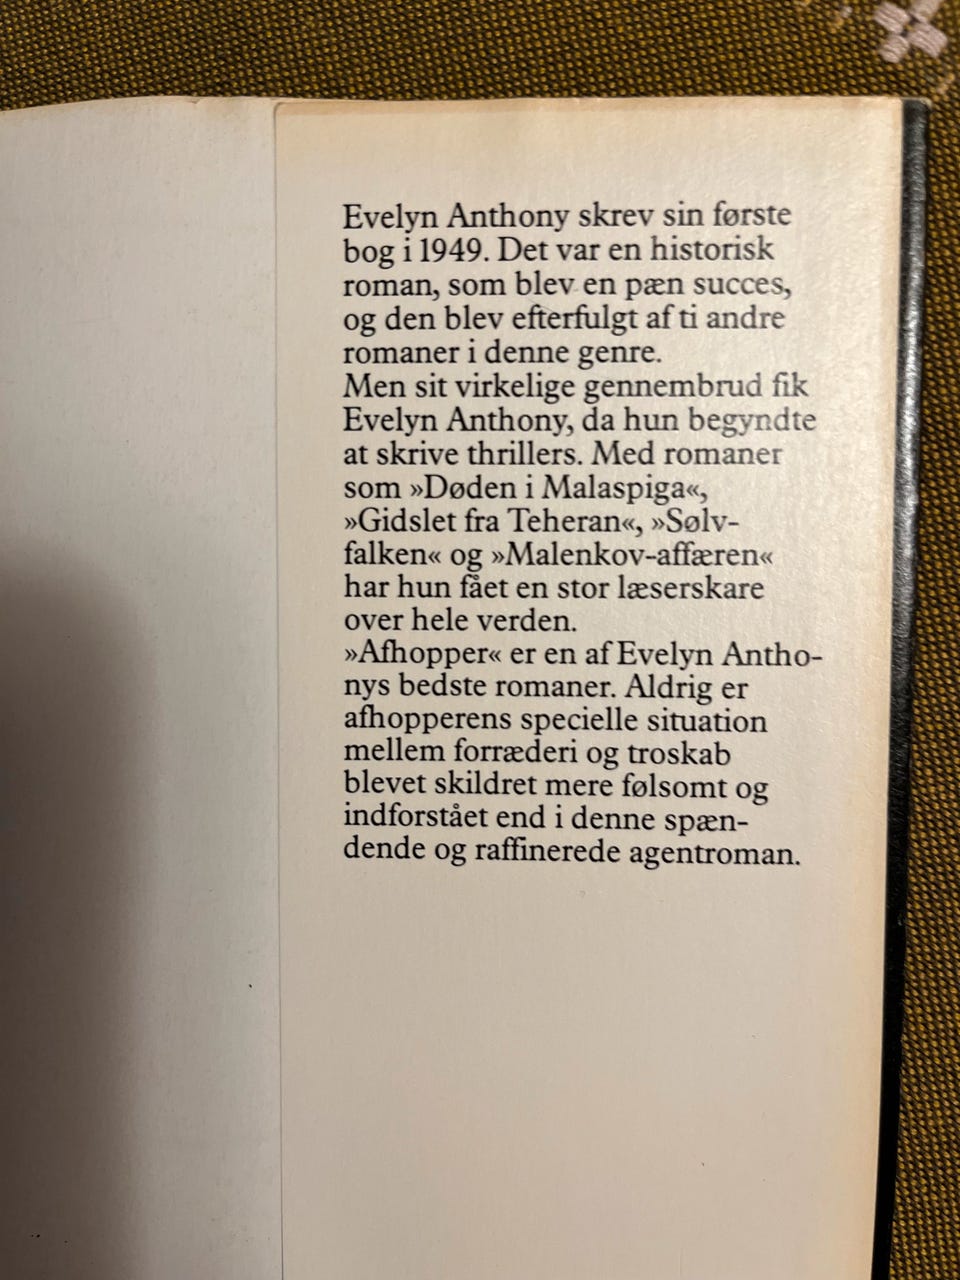 Evelyn Anthony skrev sin første
bog i 1949. Det var en historisk
roman, som blev en pæn succes,
og den blev efterfulgt af ti andre
romaner i denne genre.
Men sit virkelige gennembrud fik
Evelyn Anthony, da hun begyndte
at skrive thrillers. Med romaner
som »Døden i Malaspiga«,
»Gidslet fra Teheran«, »Sølv-
falken« og »Malenkov-affæren«
har hun fået en stor læserskare
over hele verden.
»Afhopper« er en af Evelyn Antho-
nys bedste romaner. Aldrig er
afhopperens specielle situation
mellem forræderi og troskab
blevet skildret mere følsomt og
indforstået end i denne spæn-
dende og raffinerede agentroman.